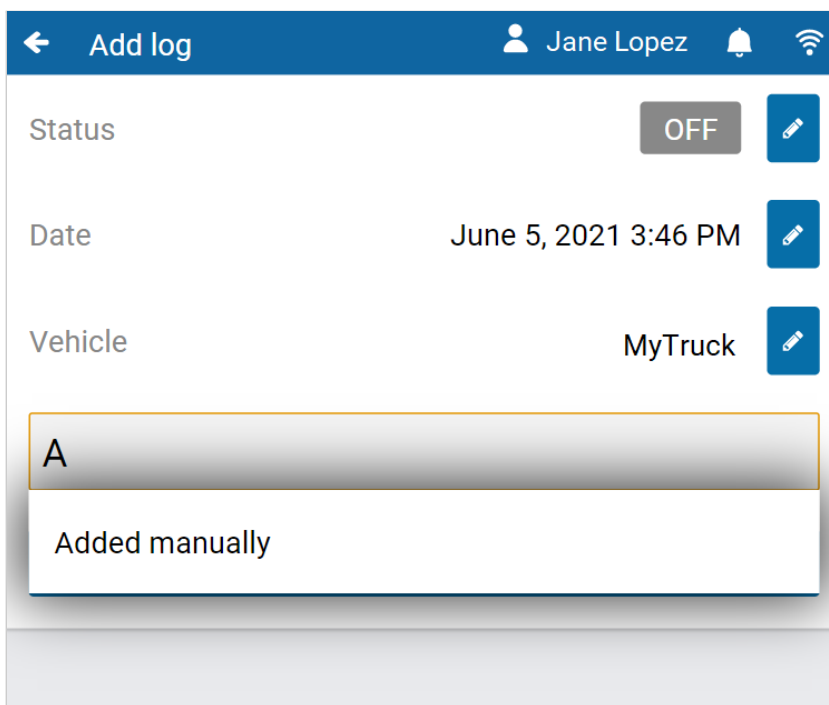 Add log Jane Lopez
Status OFF
Date June 5, 2021 3:46 PM
Vehicle MyTruck
A
Added manually